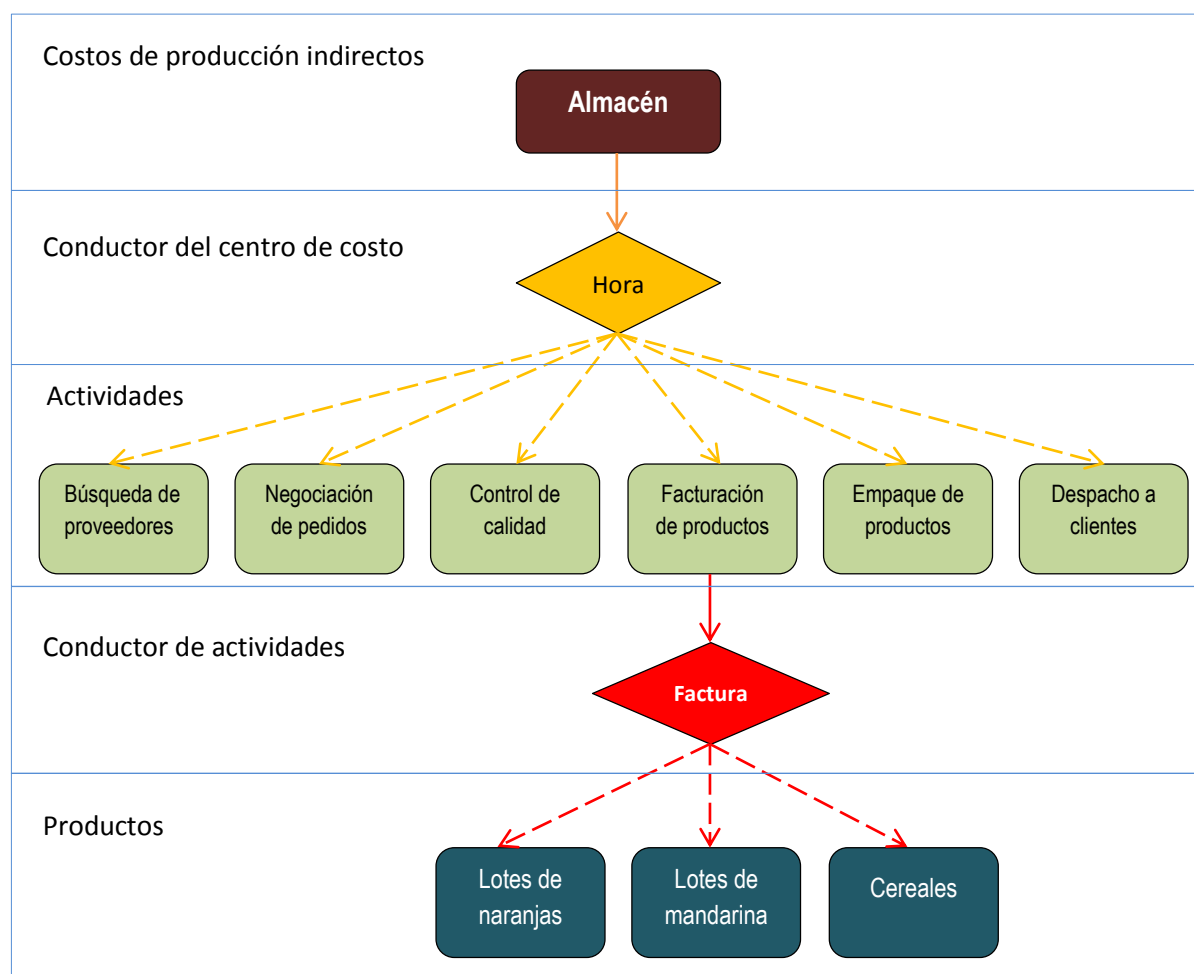 Costos de producción indirectos
Almacén
Conductor del centro de costo
Hora
Actividades
Búsqueda de
proveedores
Negociación
de pedidos
Control de
calidad
Facturación
de productos
Empaque de
productos
Despacho a
clientes
Conductor de actividades
Factura
Productos
Lotes de
naranjas
Lotes de
mandarina
Cereales